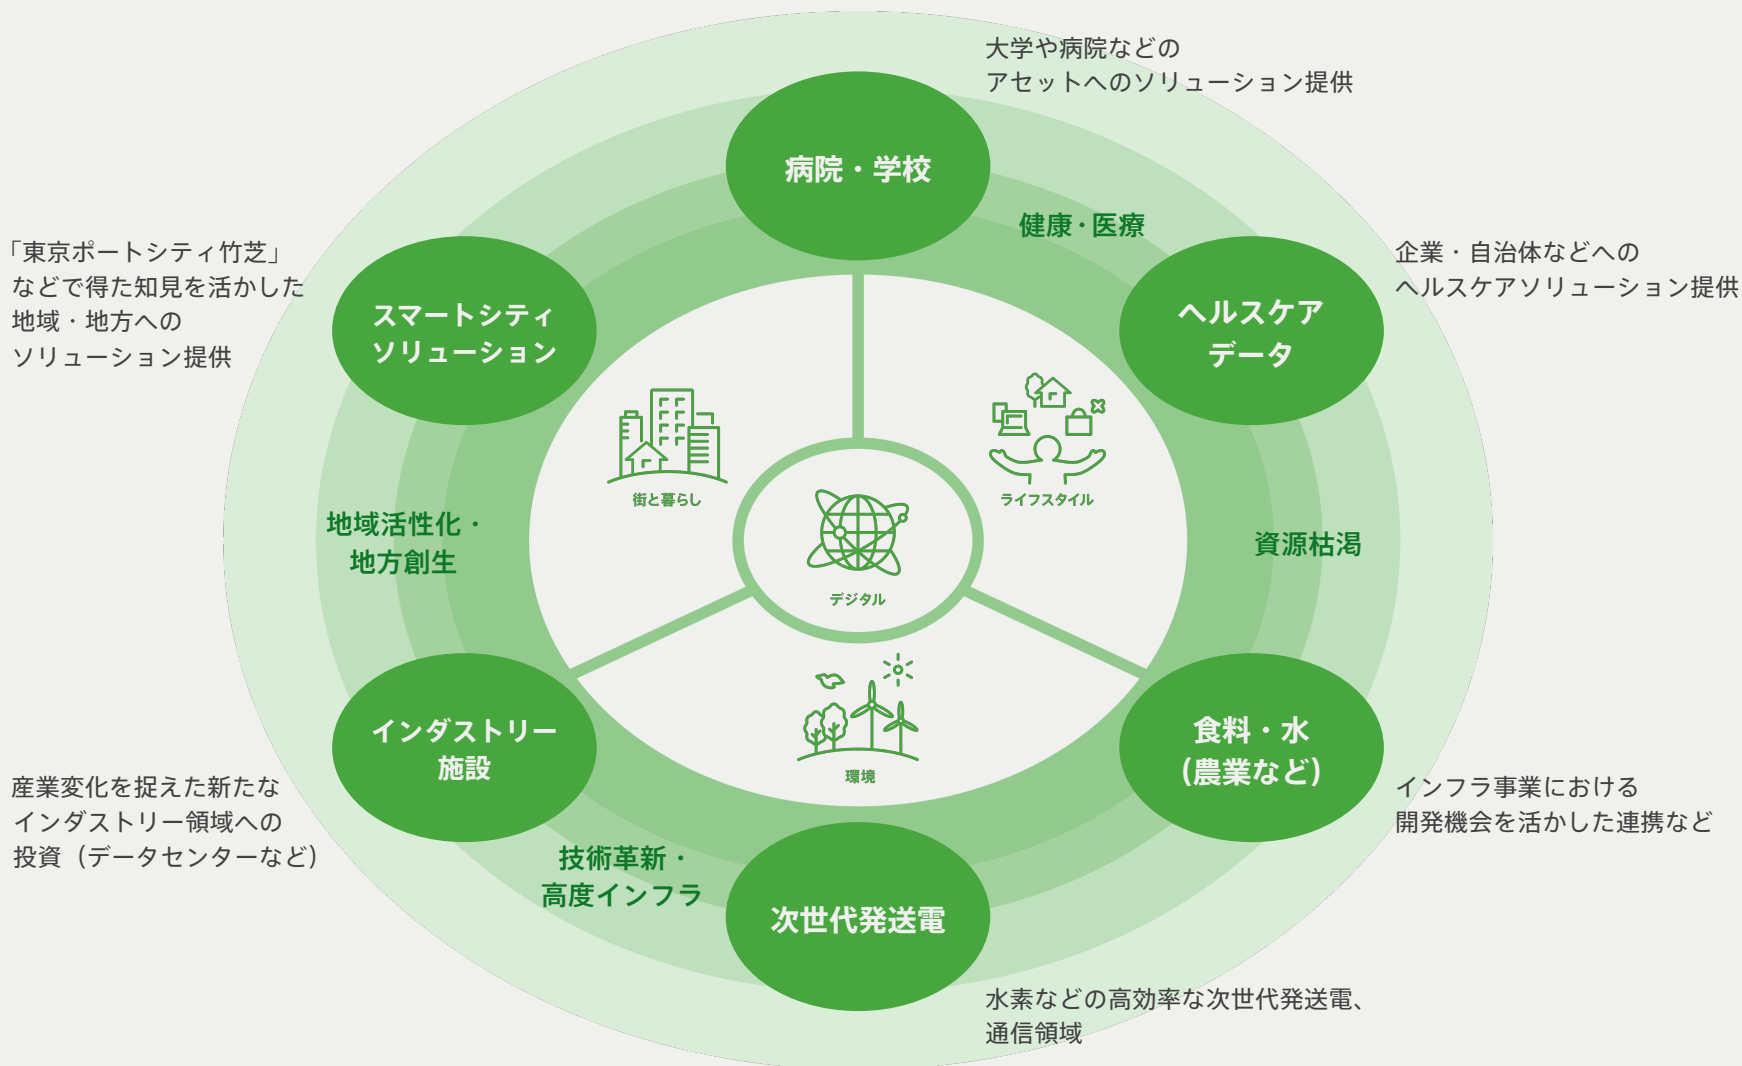 大学や病院などの
アセットへのソリューション提供
病院・学校
健康・医療
「東京ポートシティ竹芝」
などで得た知見を活かした
地域・地方への
ソリューション提供
スマートシティ
ソリューション
ヘルスケア
データ
企業・自治体などへの
ヘルスケアソリューション提供
街と暮らし
ライフスタイル
デジタル
環境
地域活性化・
地方創生
資源枯渇
インダストリー
施設
産業変化を捉えた新たな
インダストリー領域への
投資（データセンターなど）
食料・水
(農業など)
インフラ事業における
開発機会を活かした連携など
技術革新・
高度インフラ
次世代発送電
水素などの高効率な次世代発送電、
通信領域